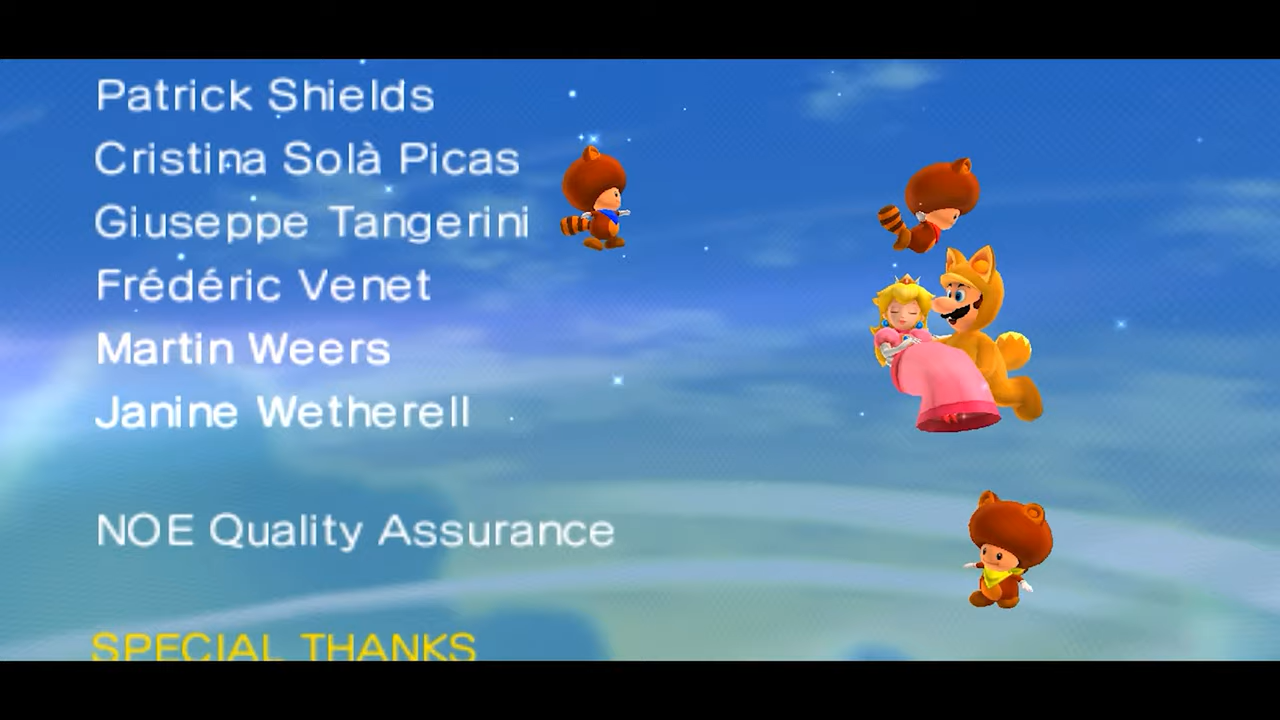 Patrick Shields
Cristina Solà Picas
Giuseppe Tangerini
Frédéric Venet
Martin Weers
Janine Wetherell
NOE Quality Assurance
SPECIAL THANKS